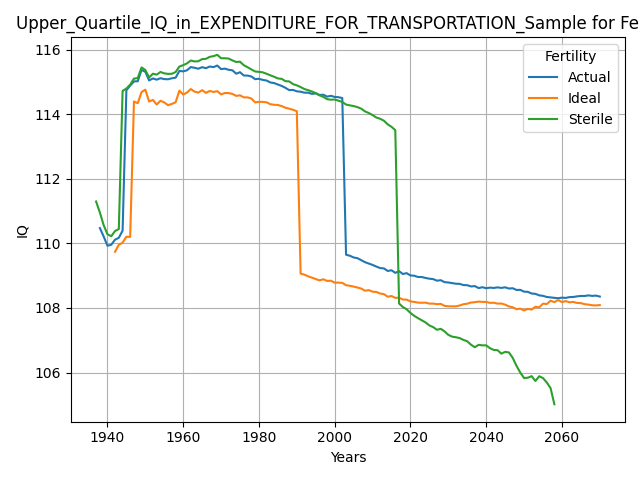 Upper_Quartile_IQ_in_EXPENDITURE_FOR_TRANSPORTATION_Sample for Fe
116
114
112
110
108
106
IQ
Fertility
Actual
Ideal
Sterile
1940
1960
1980
2000
2020
2040
2060
Years